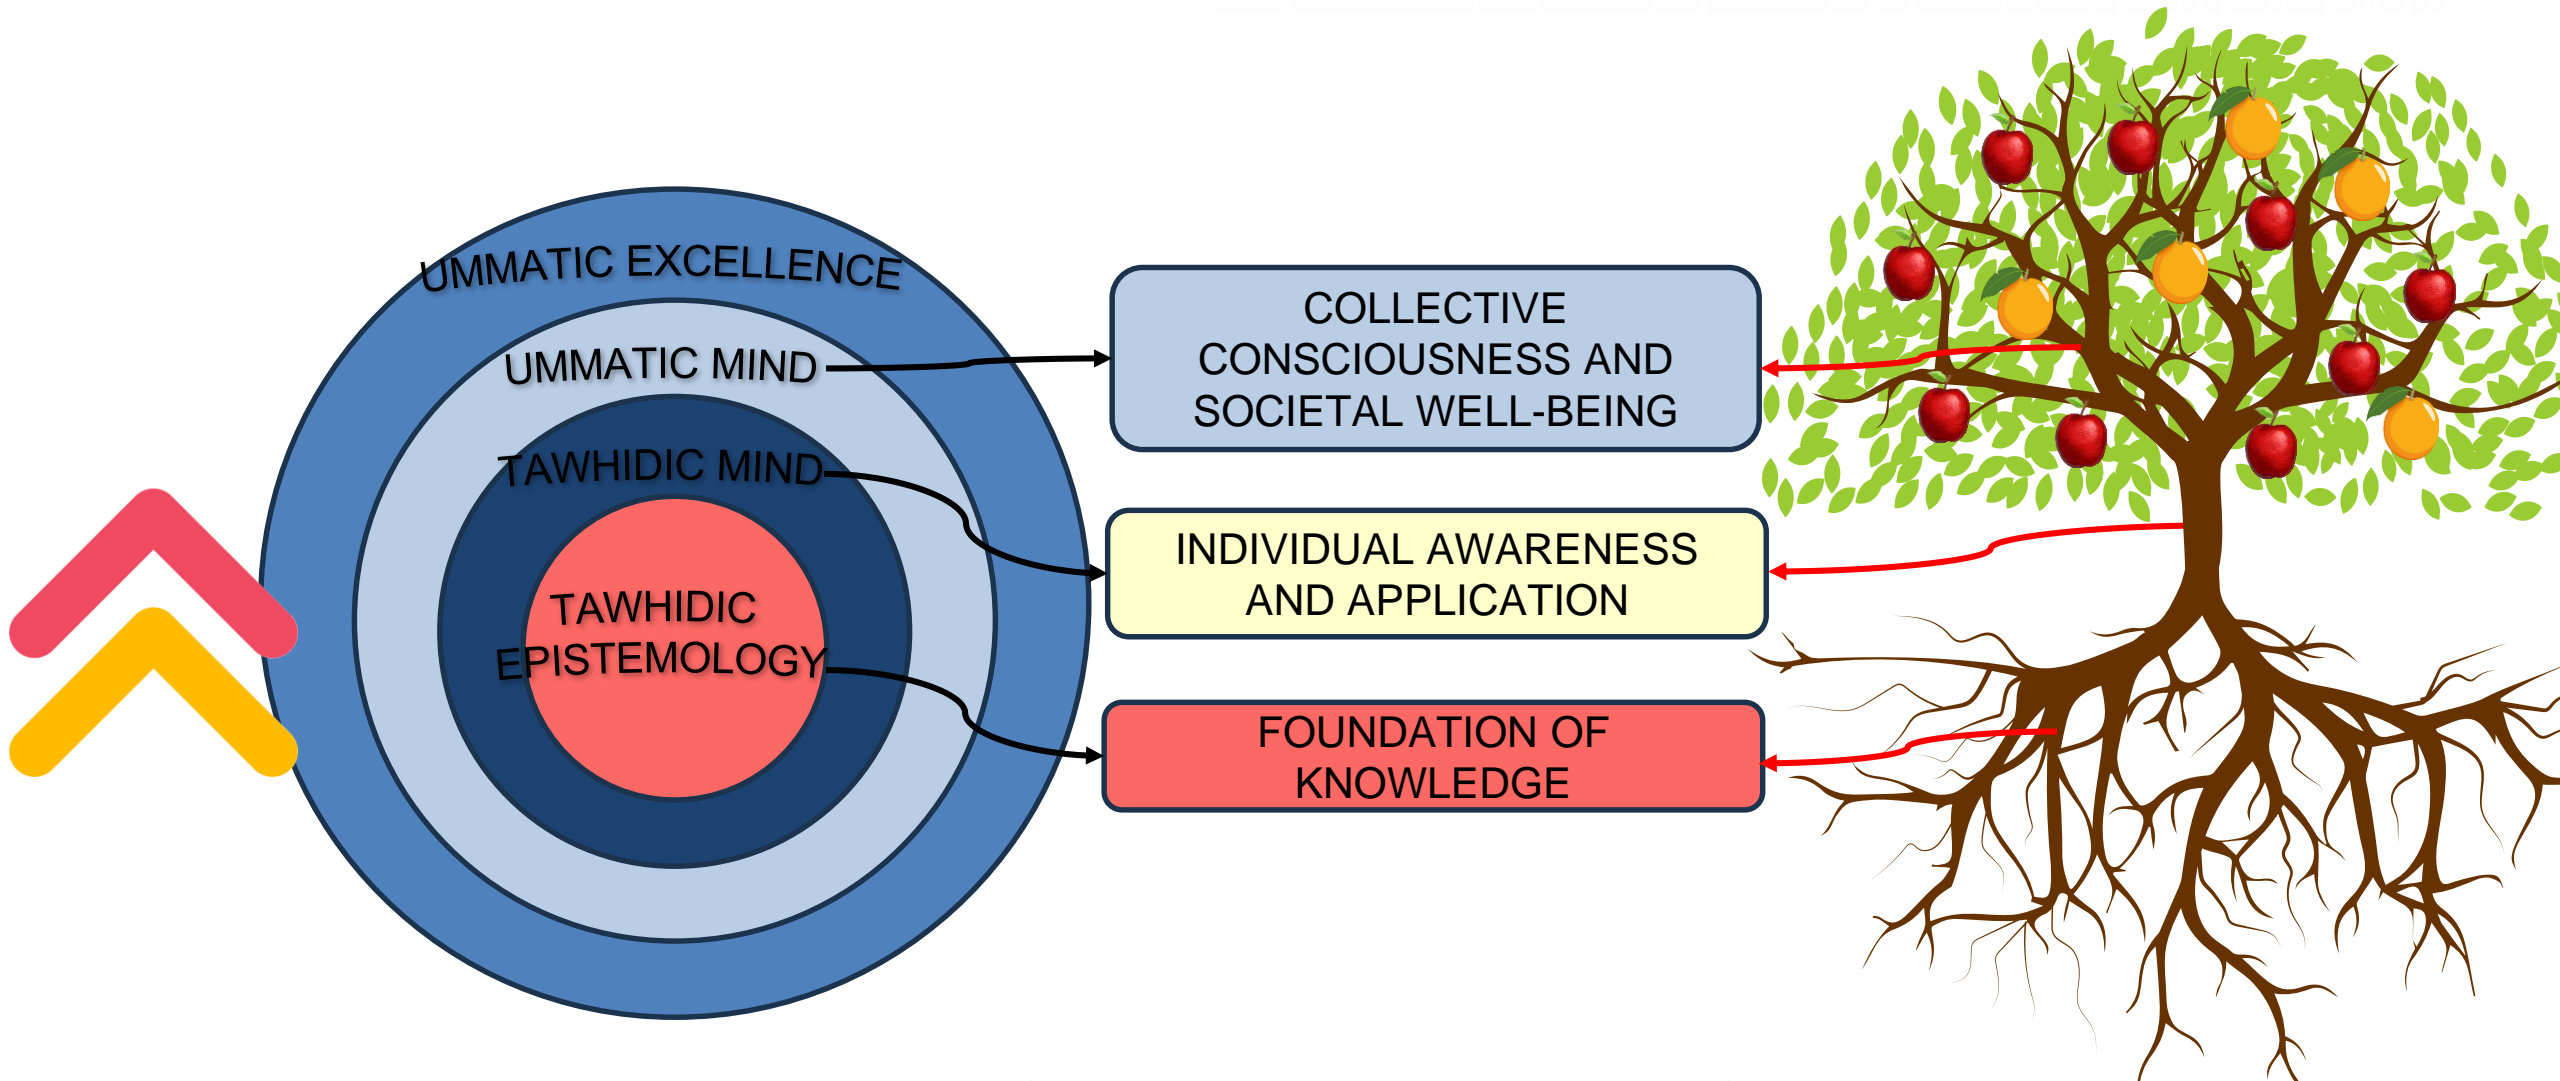 UMMATIC EXCELLENCE
UMMATIC MIND
TAWHIDIC MIND
TAWHIDIC
EPISTEMOLOGY
COLLECTIVE
CONSCIOUSNESS AND
SOCIETAL WELL-BEING
INDIVIDUAL AWARENESS
AND APPLICATION
FOUNDATION OF
KNOWLEDGE